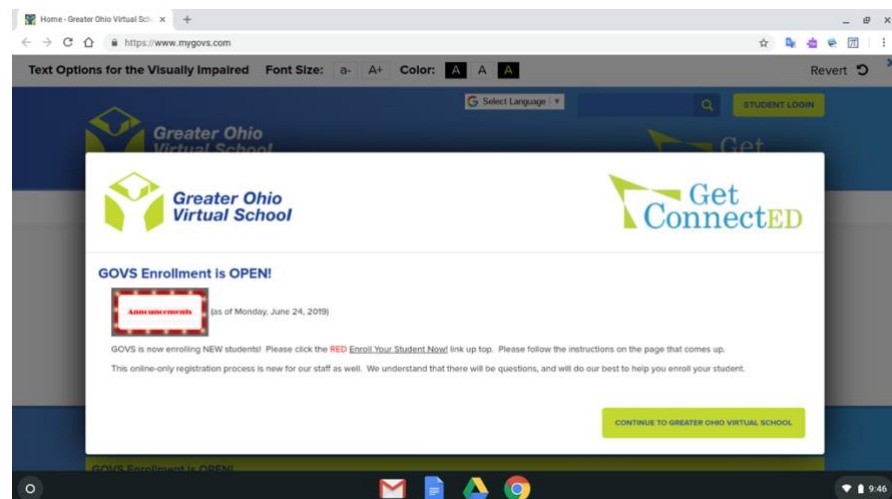 Home - Greater Ohio Virtual Sch
https://www.mygovs.com
Text Options for the Visually Impaired Font Size: a- A+ Color: A A A Revert
Select Language
STUDENT LOGIN
Greater Ohio
Virtual School
Get
Greater Ohio
Virtual School
Get
ConnectED
GOVS Enrollment is OPEN!
Announcements (as of Monday, June 24, 2019)
GOVS is now enrolling NEW students! Please click the RED Enroll Your Student Now! link up top. Please follow the instructions on the page that comes up.
This online-only registration process is new for our staff as well. We understand that there will be questions, and will do our best to help you enroll your student.
CONTINUE TO GREATER OHIO VIRTUAL SCHOOL
GOVS Enrollment is OPEN!
9:46